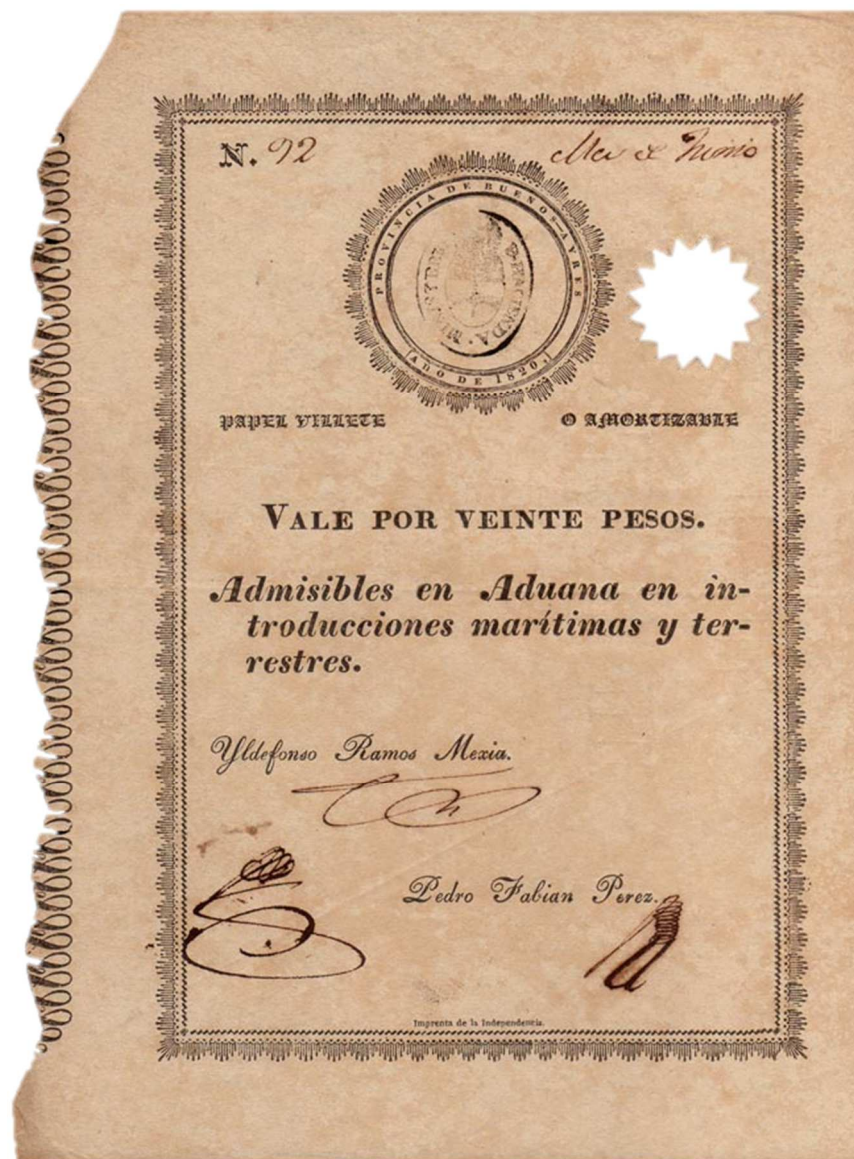 N. 92
PROVINCIA DE BUENOS-AYRES
HACIENDA
AÑO DE 1820.
PAPEL VILLETE O AMORTIZABLE
VALE POR VEINTE PESOS.
Admisibles en Aduana en in-
troducciones marítimas y ter-
restres.
Yldefonso Ramos Mexia.
Pedro Fabian Perez.
Imprenta de la Independencia.